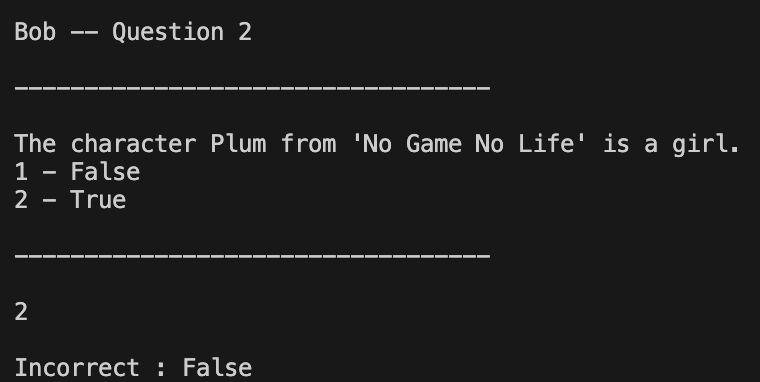 Bob -- Question 2
----------------------------------
The character Plum from 'No Game No Life' is a girl.
1 - False
2 - True
----------------------------------
2
Incorrect : False